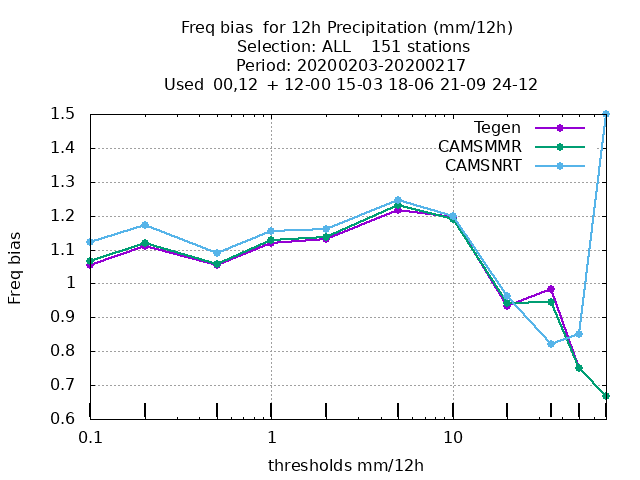 Freq bias  for 12h Precipitation (mm/12h)
Selection: ALL    151 stations
Period: 20200203-20200217
Used  00,12  + 12-00 15-03 18-06 21-09 24-12
Tegen
CAMSMMR
CAMSNRT
Freq bias
1.5
1.4
1.3
1.2
1.1
1
0.9
0.8
0.7
0.6
0.1 1 10
thresholds mm/12h